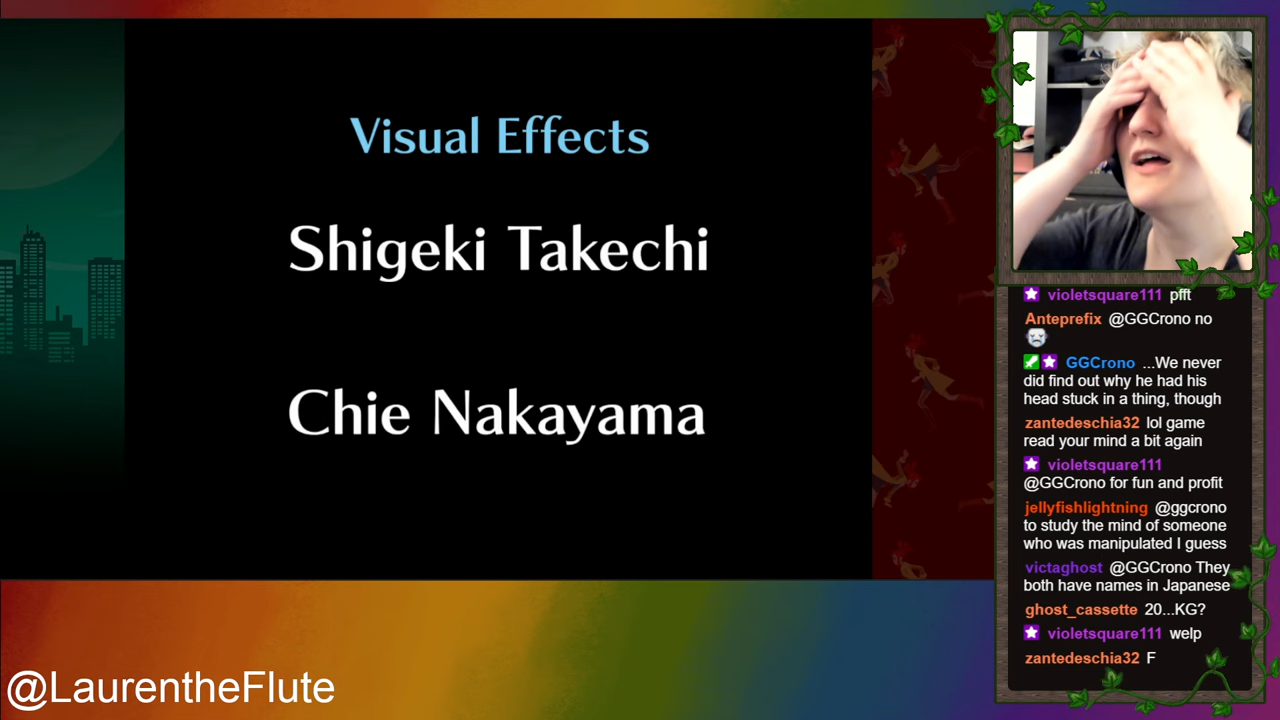 Visual Effects
Shigeki Takechi
Chie Nakayama
violetsquare111 pfft
Anteprefix @GGCrono no
GGCrono ...We never
did find out why he had his
head stuck in a thing, though
zantedeschia32 lol game
read your mind a bit again
violetsquare111
@GGCrono for fun and profit
jellyfishlightning @ggcrono
to study the mind of someone
who was manipulated I guess
victaghost @GGCrono They
both have names in Japanese
ghost_cassette 20...KG?
violetsquare111 welp
zantedeschia32 F
@LaurentheFlute